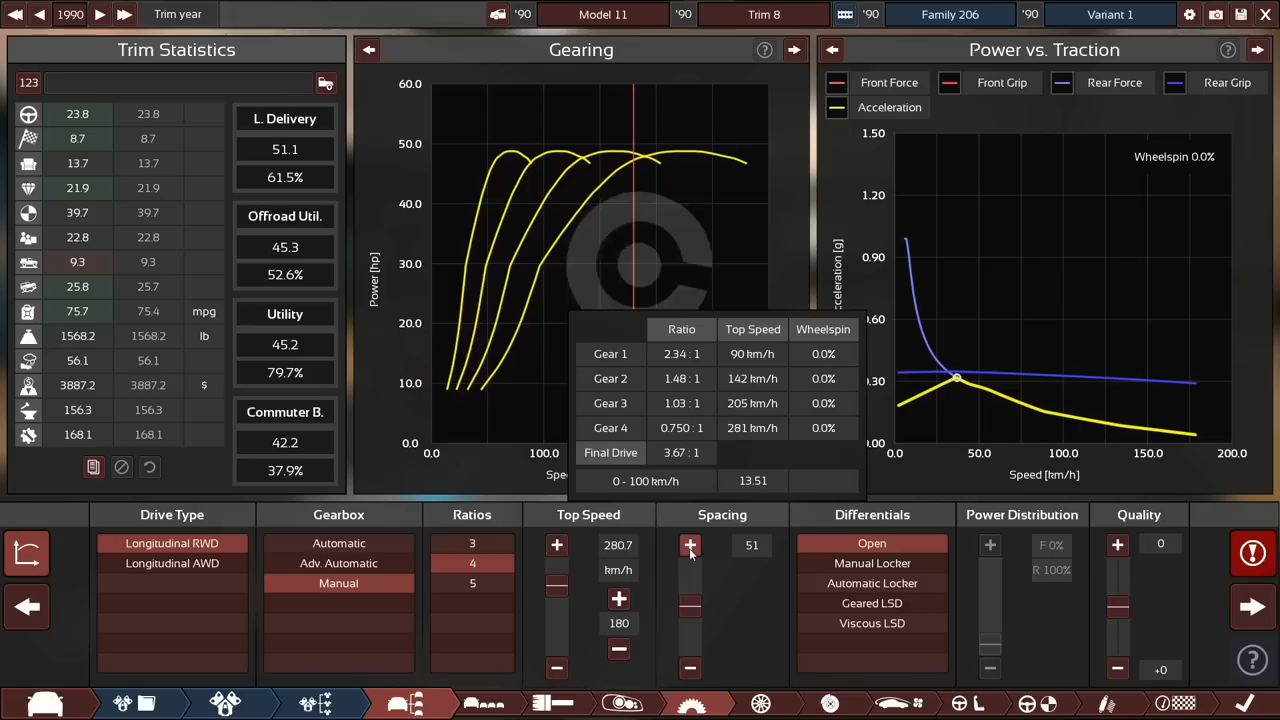 1990 Trim year '90 Model 11 '90 Trim 8 '90 Family 206 '90 Variant 1
Trim Statistics
123
23.8 23.8
8.7 8.7
13.7 13.7
21.9 21.9
39.7 39.7
22.8 22.8
9.3 9.3
25.8 25.7
75.7 75.4 mpg
1568.2 1568.2 lb
56.1 56.1
3887.2 3887.2 $
156.3 156.3
168.1 168.1
L. Delivery
51.1
61.5%
Offroad Util.
45.3
52.6%
Utility
45.2
79.7%
Commuter B.
42.2
37.9%
Gearing ?
60.0
50.0
40.0
30.0
20.0
10.0
0.0
Power [hp]
0.0 100.0
Spe
Ratio Top Speed Wheelspin
Gear 1 2.34 : 1 90 km/h 0.0%
Gear 2 1.48 : 1 142 km/h 0.0%
Gear 3 1.03 : 1 205 km/h 0.0%
Gear 4 0.750 : 1 281 km/h 0.0%
Final Drive 3.67 : 1
0 - 100 km/h 13.51
Power vs. Traction ?
Front Force Front Grip Rear Force Rear Grip
Acceleration
Wheelspin 0.0%
1.50
1.20
0.90
.60
0.30
.00
cceleration [g]
0.0 50.0 100.0 150.0 200.0
Speed [km/h]
Drive Type
Longitudinal RWD
Longitudinal AWD
Gearbox
Automatic
Adv. Automatic
Manual
Ratios
3
4
5
Top Speed
+ 280.7
km/h
+
180
-
-
Spacing
+ 51
-
Differentials
Open
Manual Locker
Automatic Locker
Geared LSD
Viscous LSD
Power Distribution
+ F 0%
R 100%
-
Quality
+ 0
- +0
?